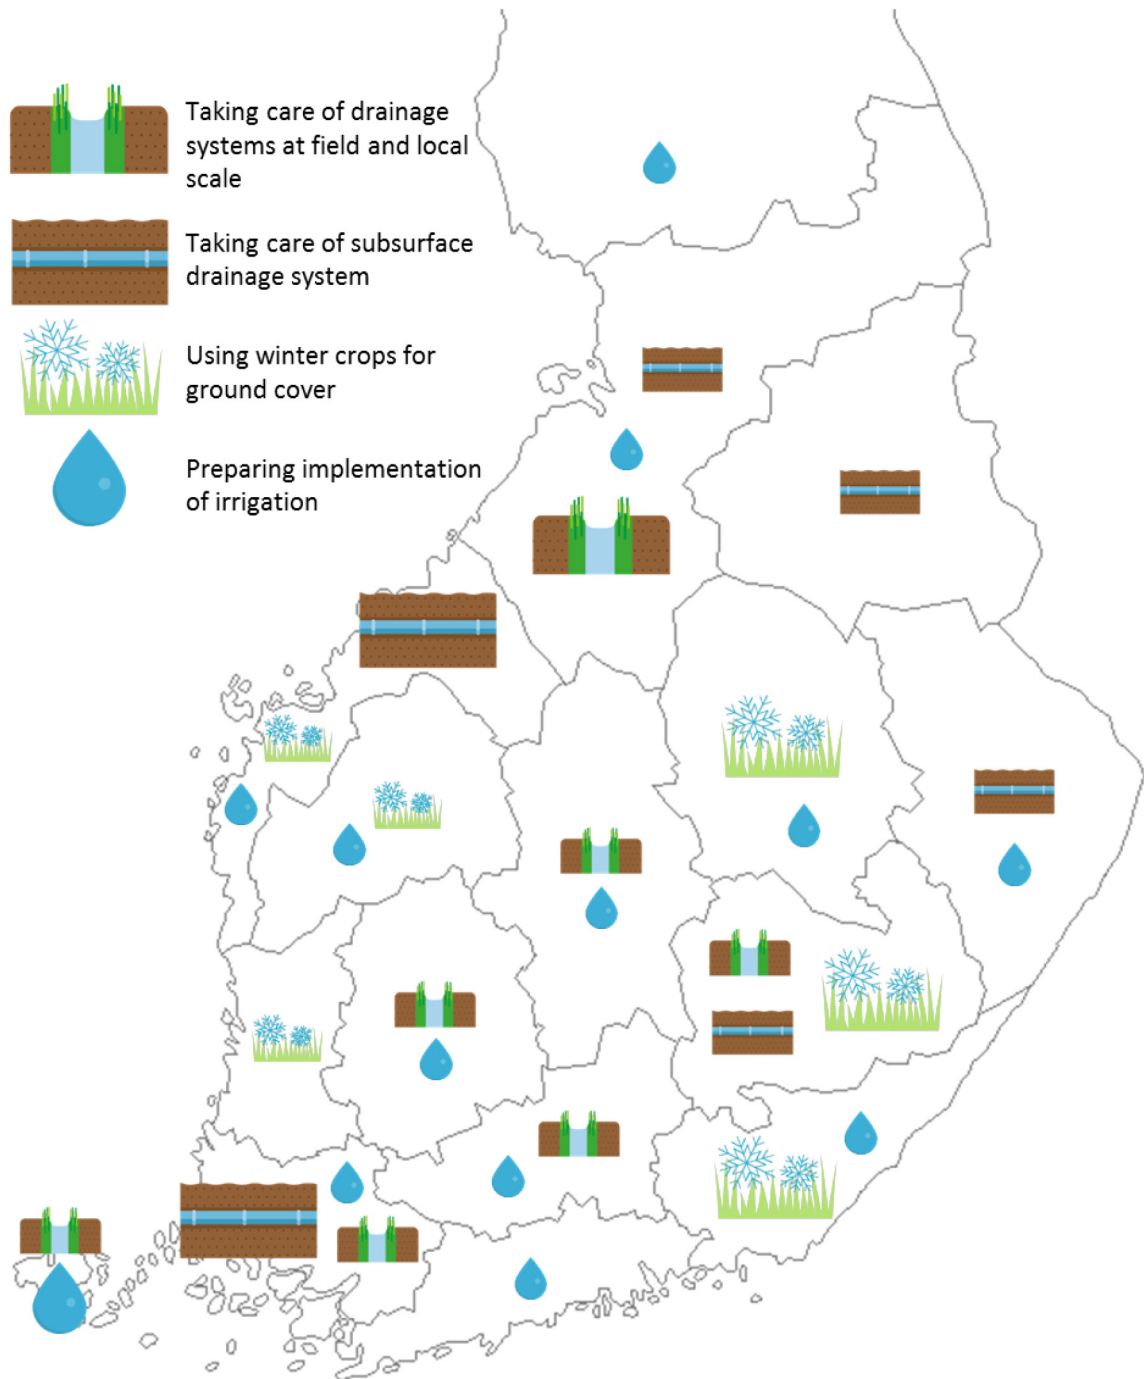 Taking care of drainage
systems at field and local
scale
Taking care of subsurface
drainage system
Using winter crops for
ground cover
Preparing implementation
of irrigation